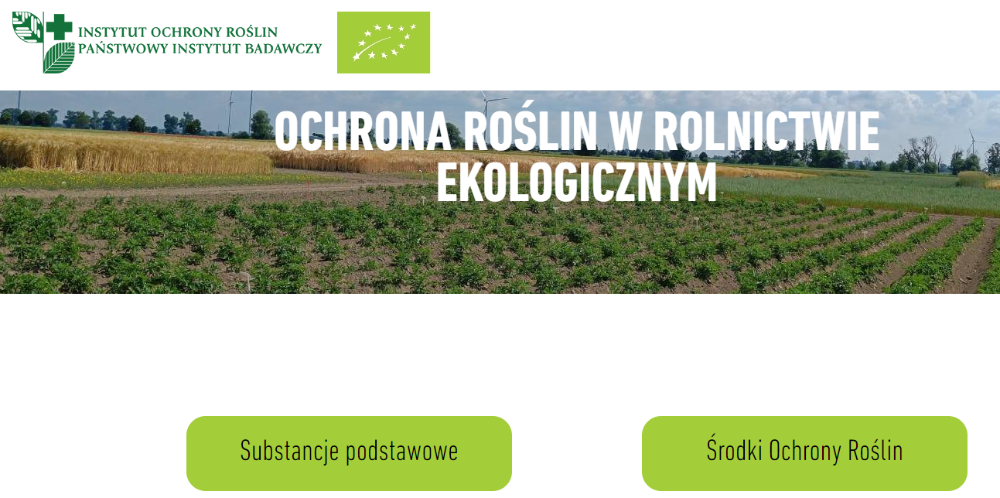 INSTYTUT OCHRONY ROŚLIN
PAŃSTWOWY INSTYTUT BADAWCZY
OCHRONA ROŚLIN W ROLNICTWIE
EKOLOGICZNYM
Substancje podstawowe
Środki Ochrony Roślin